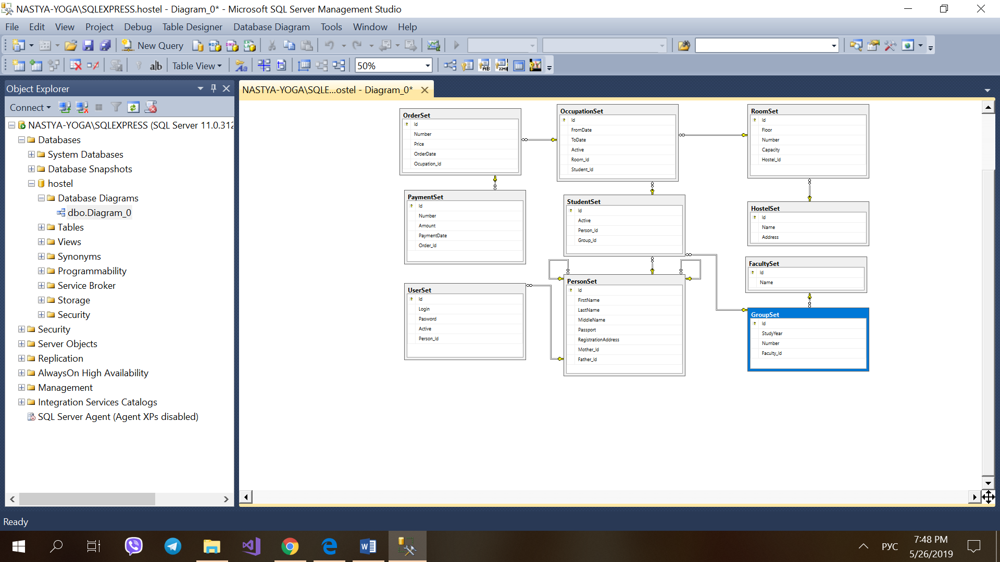 NASTYA-YOGA\SQLEXPRESS.hostel - Diagram_0* - Microsoft SQL Server Management Studio
File Edit View Project Debug Table Designer Database Diagram Tools Window Help
New Query
Table View
50%
Object Explorer
Connect
NASTYA-YOGA\SQLEXPRESS (SQL Server 11.0.312
Databases
System Databases
Database Snapshots
hostel
Database Diagrams
dbo.Diagram_0
Tables
Views
Synonyms
Programmability
Service Broker
Storage
Security
Security
Server Objects
Replication
AlwaysOn High Availability
Management
Integration Services Catalogs
SQL Server Agent (Agent XPs disabled)
NASTYA-YOGA\SQLE...ostel - Diagram_0*
OrderSet
Id
Number
Price
OrderDate
Ocupation_Id
OccupationSet
Id
FromDate
ToDate
Active
Room_Id
Student_Id
RoomSet
Id
Floor
Number
Capacity
Hostel_Id
PaymentSet
Id
Number
Amount
PaymentDate
Order_Id
StudentSet
Id
Active
Person_Id
Group_Id
HostelSet
Id
Name
Address
FacultySet
Id
Name
UserSet
Id
Login
Pasword
Active
Person_Id
PersonSet
Id
FirstName
LastName
MiddleName
Passport
RegistrationAddress
Mother_Id
Father_Id
GroupSet
Id
StudyYear
Number
Faculty_Id
Ready
РУС
7:48 PM
5/26/2019